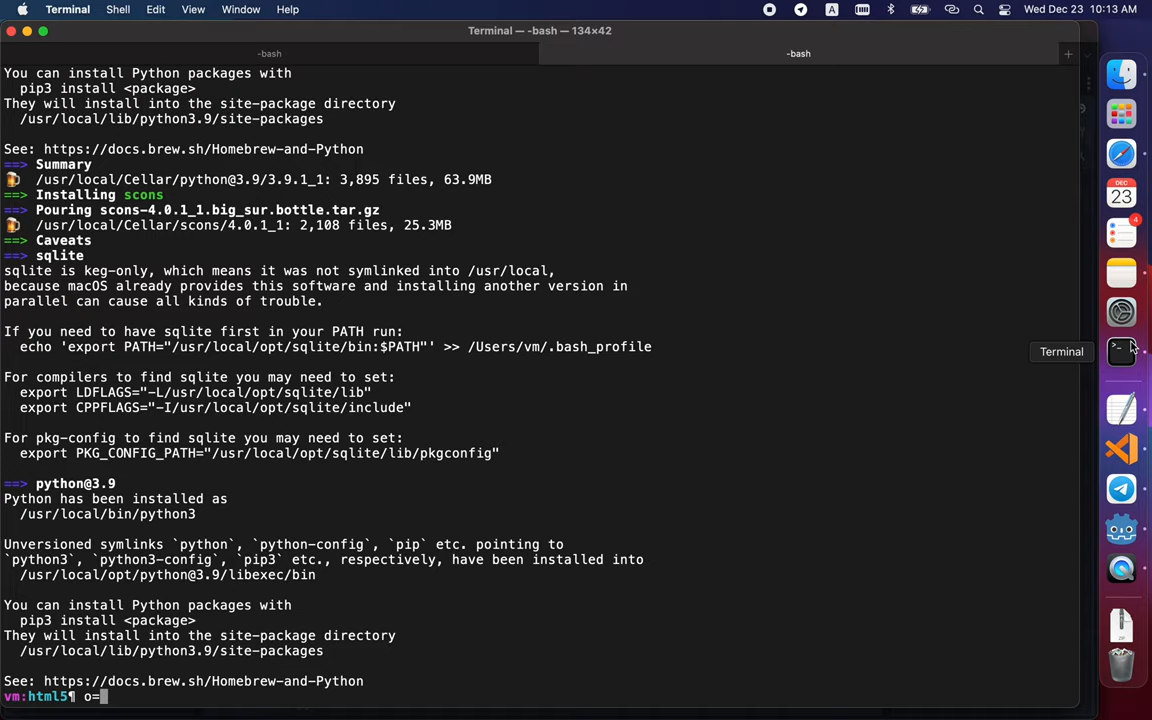 Terminal Shell Edit View Window Help A Wed Dec 23 10:13 AM
Terminal — -bash — 134×42
-bash -bash +
You can install Python packages with
  pip3 install <package>
They will install into the site-package directory
  /usr/local/lib/python3.9/site-packages
See: https://docs.brew.sh/Homebrew-and-Python
==> Summary
🍺  /usr/local/Cellar/python@3.9/3.9.1_1: 3,895 files, 63.9MB
==> Installing scons
==> Pouring scons-4.0.1_1.big_sur.bottle.tar.gz
🍺  /usr/local/Cellar/scons/4.0.1_1: 2,108 files, 25.3MB
==> Caveats
==> sqlite
sqlite is keg-only, which means it was not symlinked into /usr/local,
because macOS already provides this software and installing another version in
parallel can cause all kinds of trouble.
If you need to have sqlite first in your PATH run:
  echo 'export PATH="/usr/local/opt/sqlite/bin:$PATH"' >> /Users/vm/.bash_profile
For compilers to find sqlite you may need to set:
  export LDFLAGS="-L/usr/local/opt/sqlite/lib"
  export CPPFLAGS="-I/usr/local/opt/sqlite/include"
For pkg-config to find sqlite you may need to set:
  export PKG_CONFIG_PATH="/usr/local/opt/sqlite/lib/pkgconfig"
==> python@3.9
Python has been installed as
  /usr/local/bin/python3
Unversioned symlinks `python`, `python-config`, `pip` etc. pointing to
`python3`, `python3-config`, `pip3` etc., respectively, have been installed into
  /usr/local/opt/python@3.9/libexec/bin
You can install Python packages with
  pip3 install <package>
They will install into the site-package directory
  /usr/local/lib/python3.9/site-packages
See: https://docs.brew.sh/Homebrew-and-Python
vm:html5¶ o=
DEC
23
4
>_
Terminal
ZIP